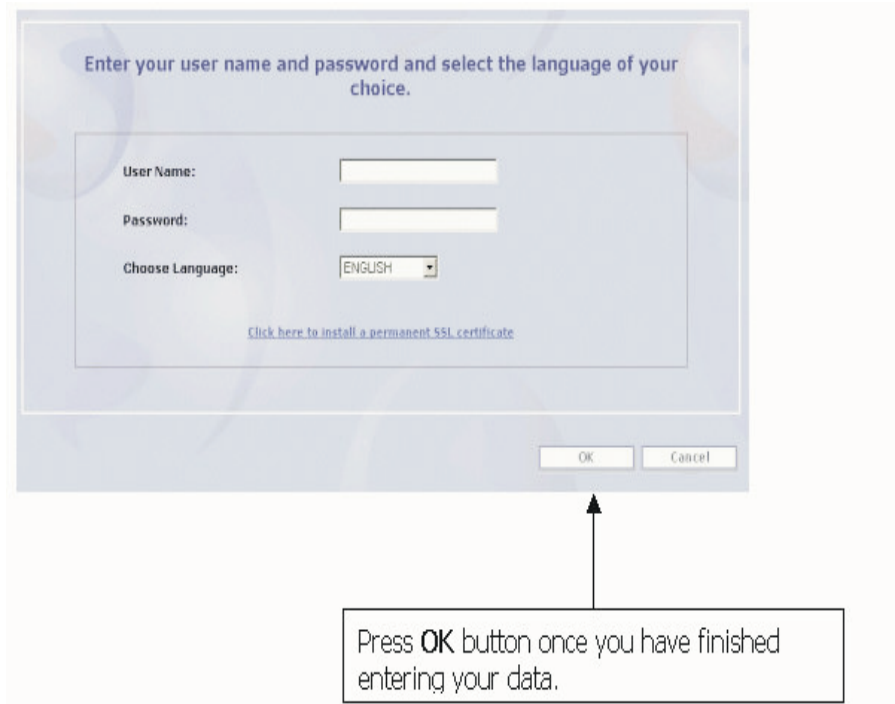 Enter your user name and password and select the language of your
choice.
User Name:
Password:
Choose Language:
ENGLISH
Click here to install a permanent SSL certificate
OK
Cancel
Press OK button once you have finished
entering your data.